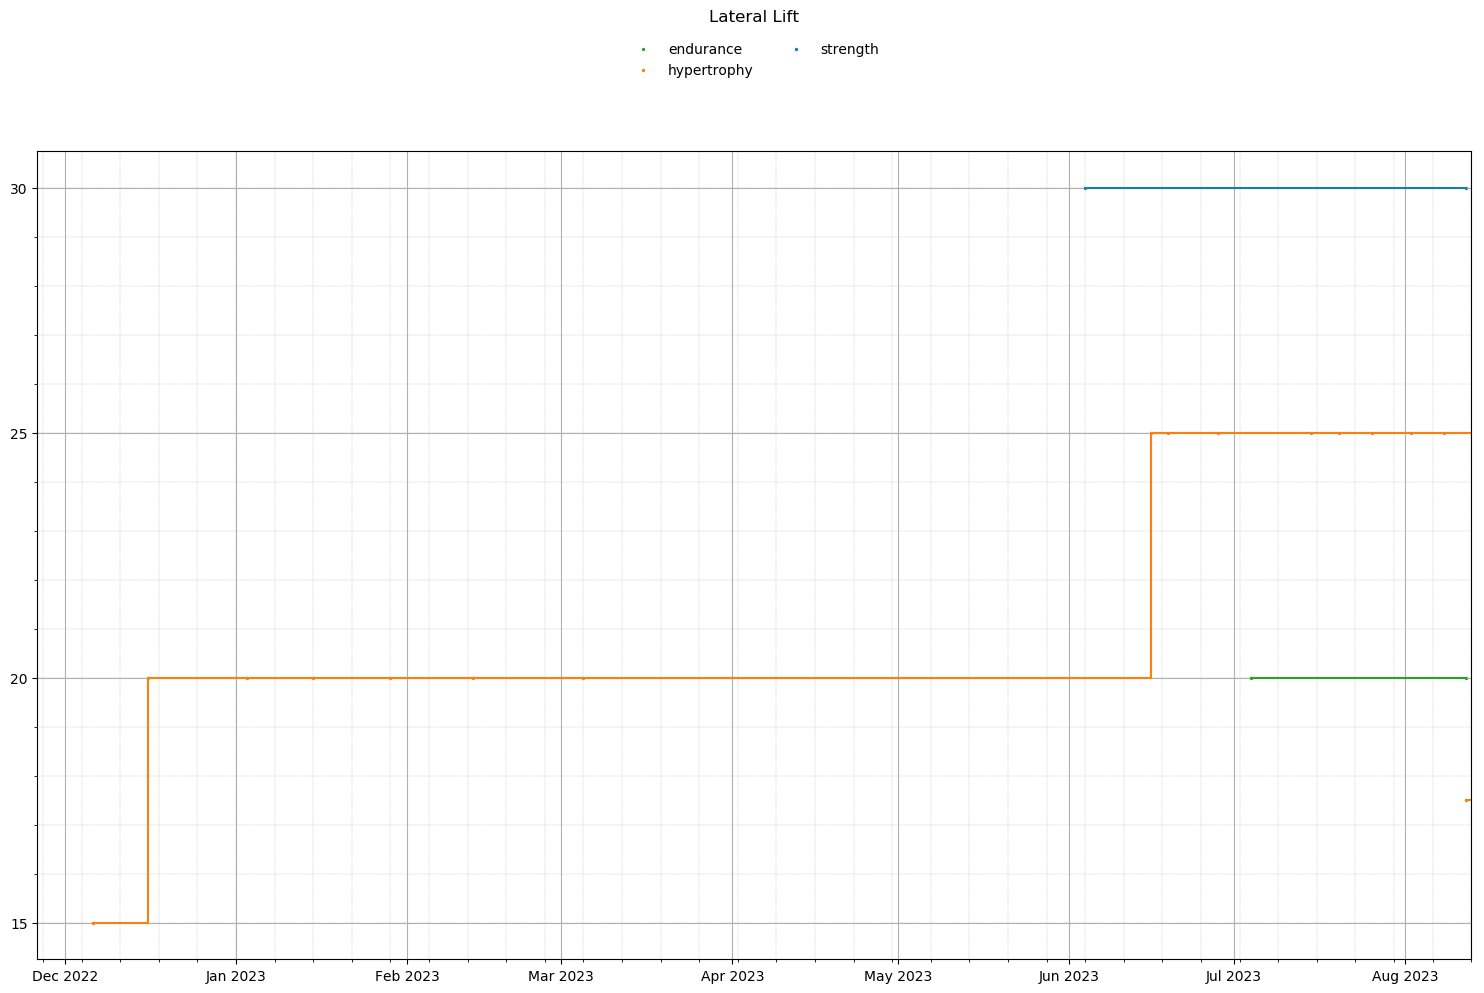 Lateral Lift
endurance
strength
hypertrophy
30
25
20
15
Dec 2022
Jan 2023
Feb 2023
Mar 2023
Apr 2023
May 2023
Jun 2023
Jul 2023
Aug 2023